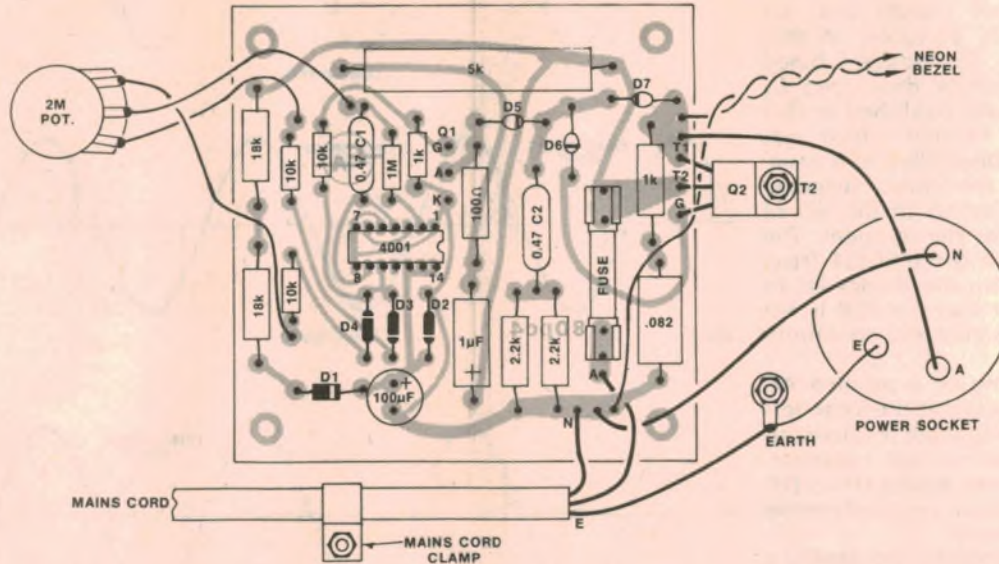 5k
2M
POT.
NEON
BEZEL
D7
D5
D6
18k
10k
10k
0.47 C1
1M
1k
Q1
G
A
K
100Ω
0.47 C2
1k
T1
T2
G
Q2
T2
7
1
4001
8
14
18k
10k
D4
D3
D2
1µF
+
2.2k
2.2k
FUSE
.082
N
E
A
POWER SOCKET
D1
+
100µF
A
N
EARTH
MAINS CORD
E
MAINS CORD
CLAMP